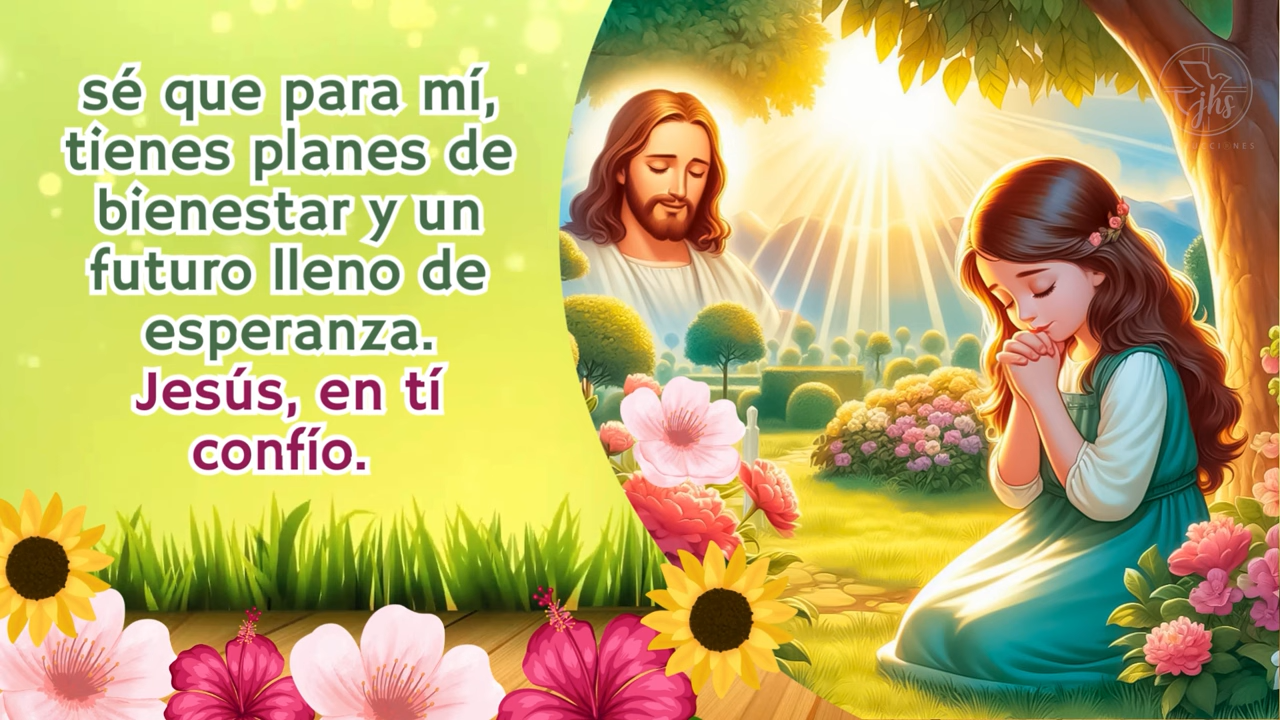 sé que para mí,
tienes planes de
bienestar y un
futuro lleno de
esperanza.
Jesús, en tí
confío.
jhs